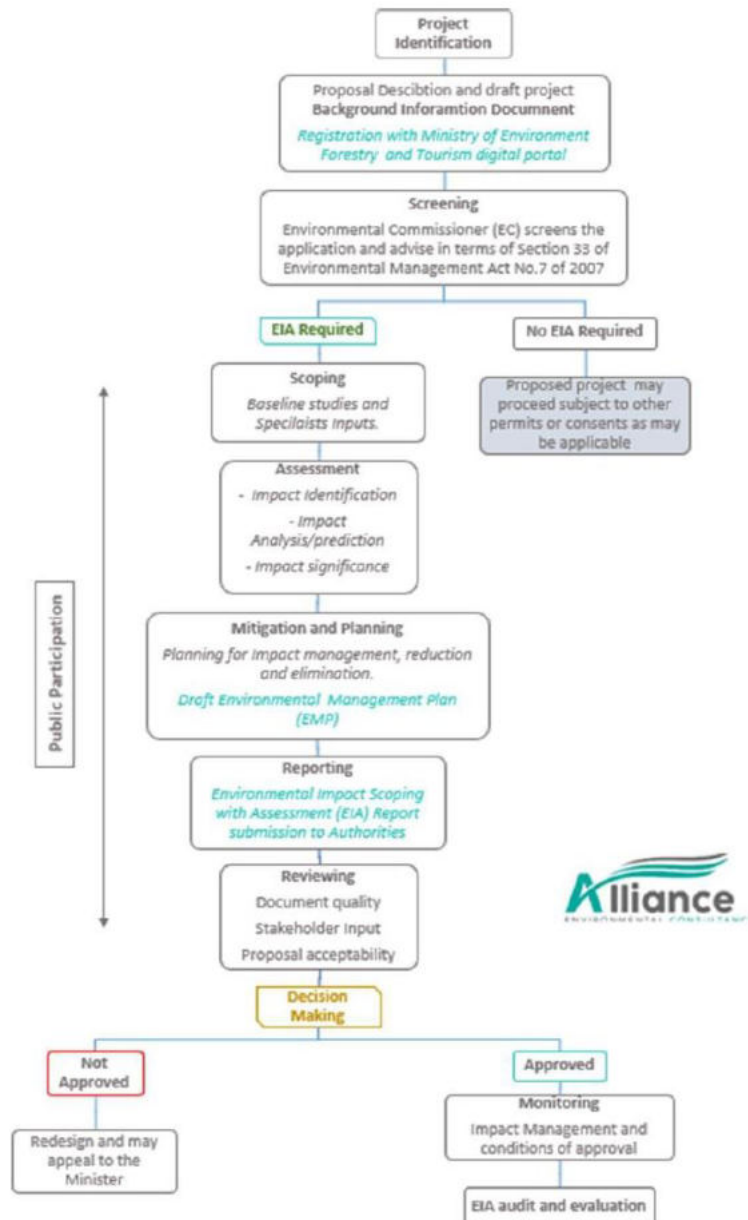 Project
Identification
Proposal Descibtion and draft project
Background Inforamtion Documnent
Registration with Ministry of Environment
Forestry and Tourism digital portal
Screening
Environmental Commissioner (EC) screens the
application and advise in terms of Section 33 of
Environmental Management Act No.7 of 2007
EIA Required
No EIA Required
Scoping
Baseline studies and
Specilaists Inputs.
Proposed project may
proceed subject to other
permits or consents as may
be applicable
Assessment
- Impact Identification
- Impact
Analysis/prediction
- Impact significance
Public Participation
Mitigation and Planning
Planning for Impact management, reduction
and elimination.
Draft Environmental Management Plan
(EMP)
Reporting
Environmental Impact Scoping
with Assessment (EIA) Report
submission to Authorities
Reviewing
Document quality
Stakeholder Input
Proposal acceptability
Alliance
ENVIRONMENTAL CONSULTANC
Decision
Making
Not
Approved
Approved
Redesign and may
appeal to the
Minister
Monitoring
Impact Management and
conditions of approval
EIA audit and evaluation